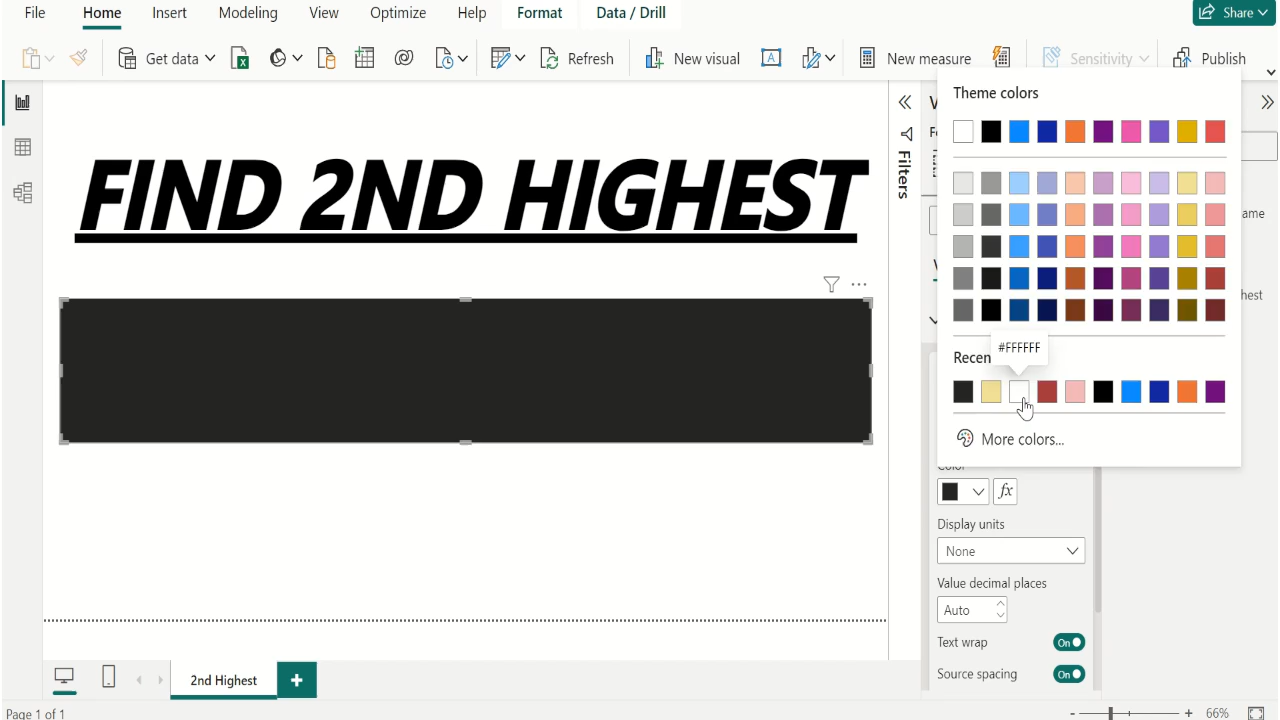 File Home Insert Modeling View Optimize Help Format Data / Drill Share
Get data Refresh New visual New measure Sensitivity Publish
Theme colors
FIND 2ND HIGHEST
Filters
ame
hest
#FFFFFF
Recen
More colors...
Color
Display units
None
Value decimal places
Auto
Text wrap On
Source spacing On
2nd Highest
Page 1 of 1 - + 66%